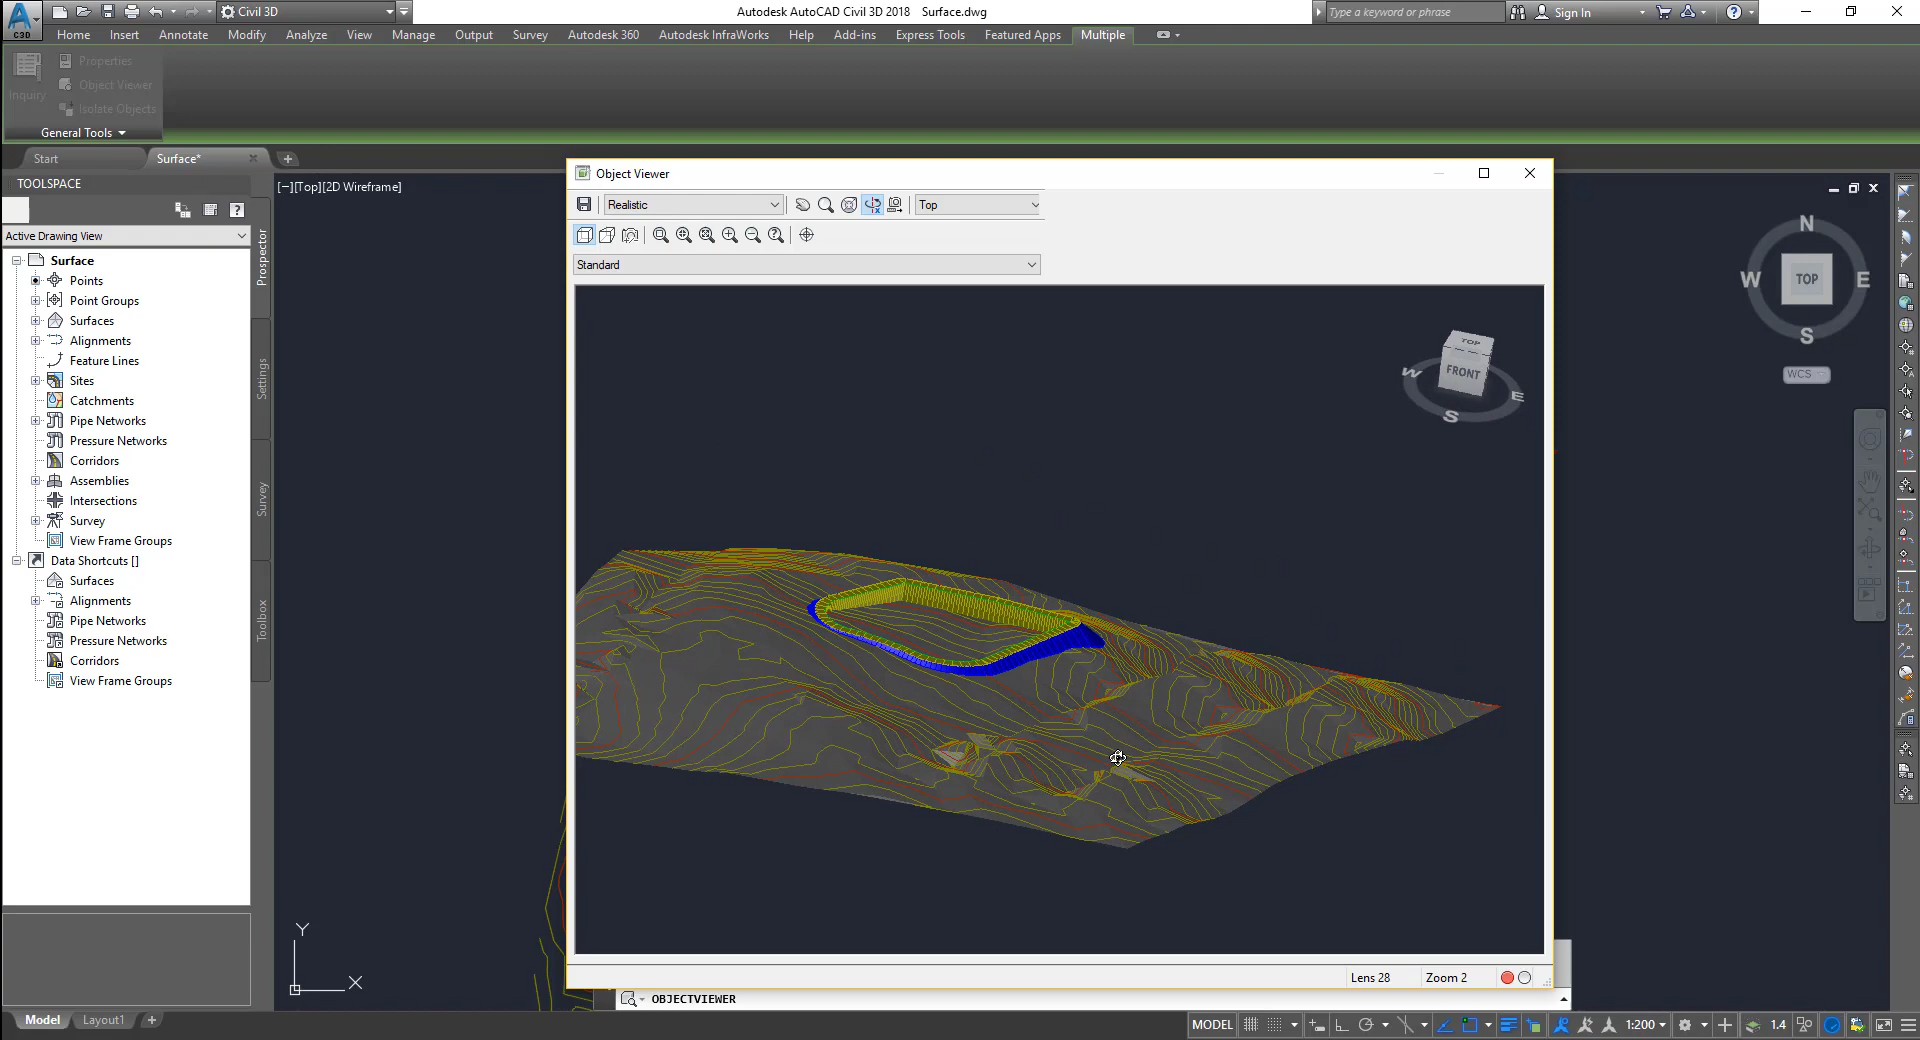 Civil 3D
Autodesk AutoCAD Civil 3D 2018 Surface.dwg
Type a keyword or phrase
Sign In
C3D
Home
Insert
Annotate
Modify
Analyze
View
Manage
Output
Survey
Autodesk 360
Autodesk InfraWorks
Help
Add-ins
Express Tools
Featured Apps
Multiple
Inquiry
Properties
Object Viewer
Isolate Objects
General Tools
Start
Surface*
TOOLSPACE
[−][Top][2D Wireframe]
Active Drawing View
Surface
Points
Point Groups
Surfaces
Alignments
Feature Lines
Sites
Catchments
Pipe Networks
Pressure Networks
Corridors
Assemblies
Intersections
Survey
View Frame Groups
Data Shortcuts []
Surfaces
Alignments
Pipe Networks
Pressure Networks
Corridors
View Frame Groups
Prospector
Settings
Survey
Toolbox
Object Viewer
Realistic
Top
Standard
TOP
FRONT
W
S
E
Lens 28
Zoom 2
OBJECTVIEWER
N
W
TOP
E
S
WCS
Y
X
Model
Layout1
MODEL
1:200
1.4